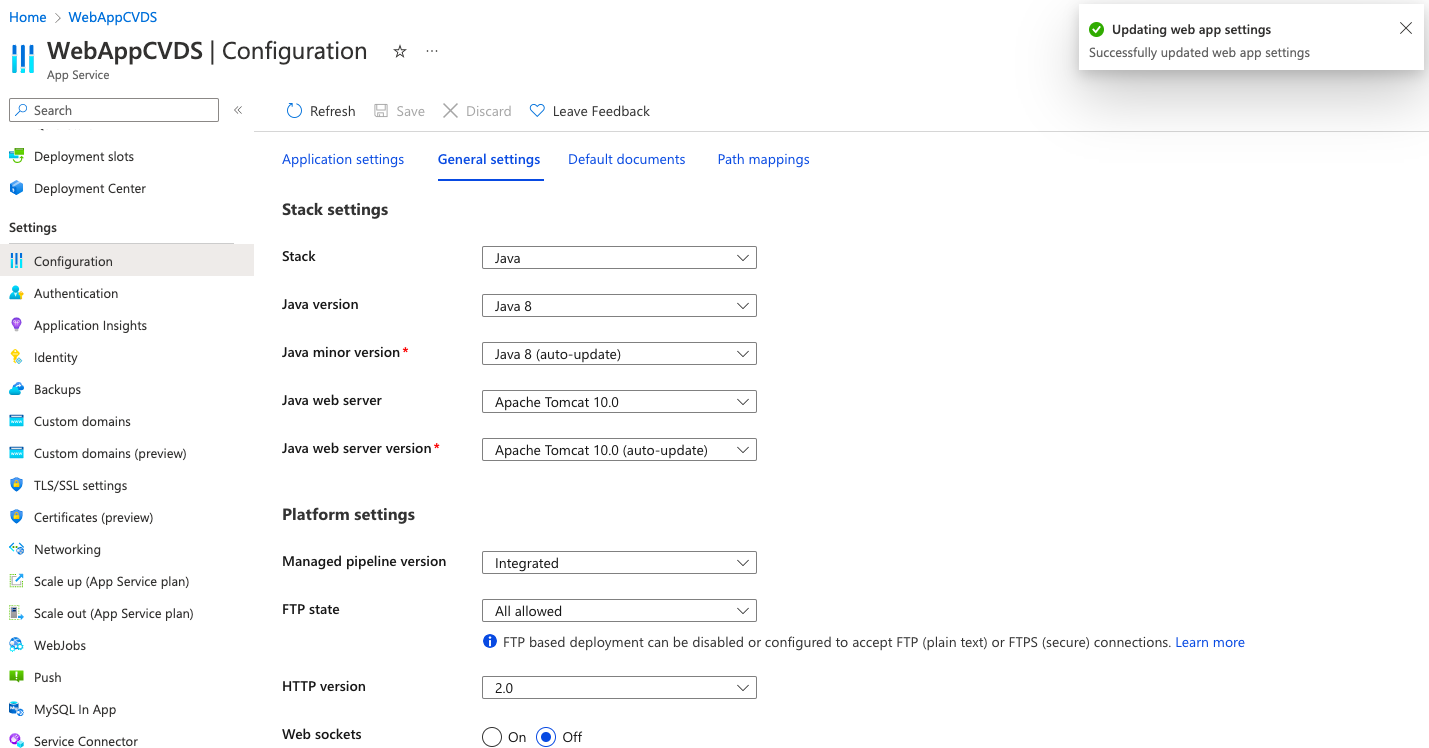 Home > WebAppCVDS
WebAppCVDS | Configuration
App Service
Updating web app settings
Successfully updated web app settings
Search
Refresh
Save
Discard
Leave Feedback
Deployment slots
Deployment Center
Settings
Configuration
Authentication
Application Insights
Identity
Backups
Custom domains
Custom domains (preview)
TLS/SSL settings
Certificates (preview)
Networking
Scale up (App Service plan)
Scale out (App Service plan)
WebJobs
Push
MySQL In App
Service Connector
Application settings
General settings
Default documents
Path mappings
Stack settings
Stack
Java
Java version
Java 8
Java minor version *
Java 8 (auto-update)
Java web server
Apache Tomcat 10.0
Java web server version *
Apache Tomcat 10.0 (auto-update)
Platform settings
Managed pipeline version
Integrated
FTP state
All allowed
FTP based deployment can be disabled or configured to accept FTP (plain text) or FTPS (secure) connections. Learn more
HTTP version
2.0
Web sockets
On
Off